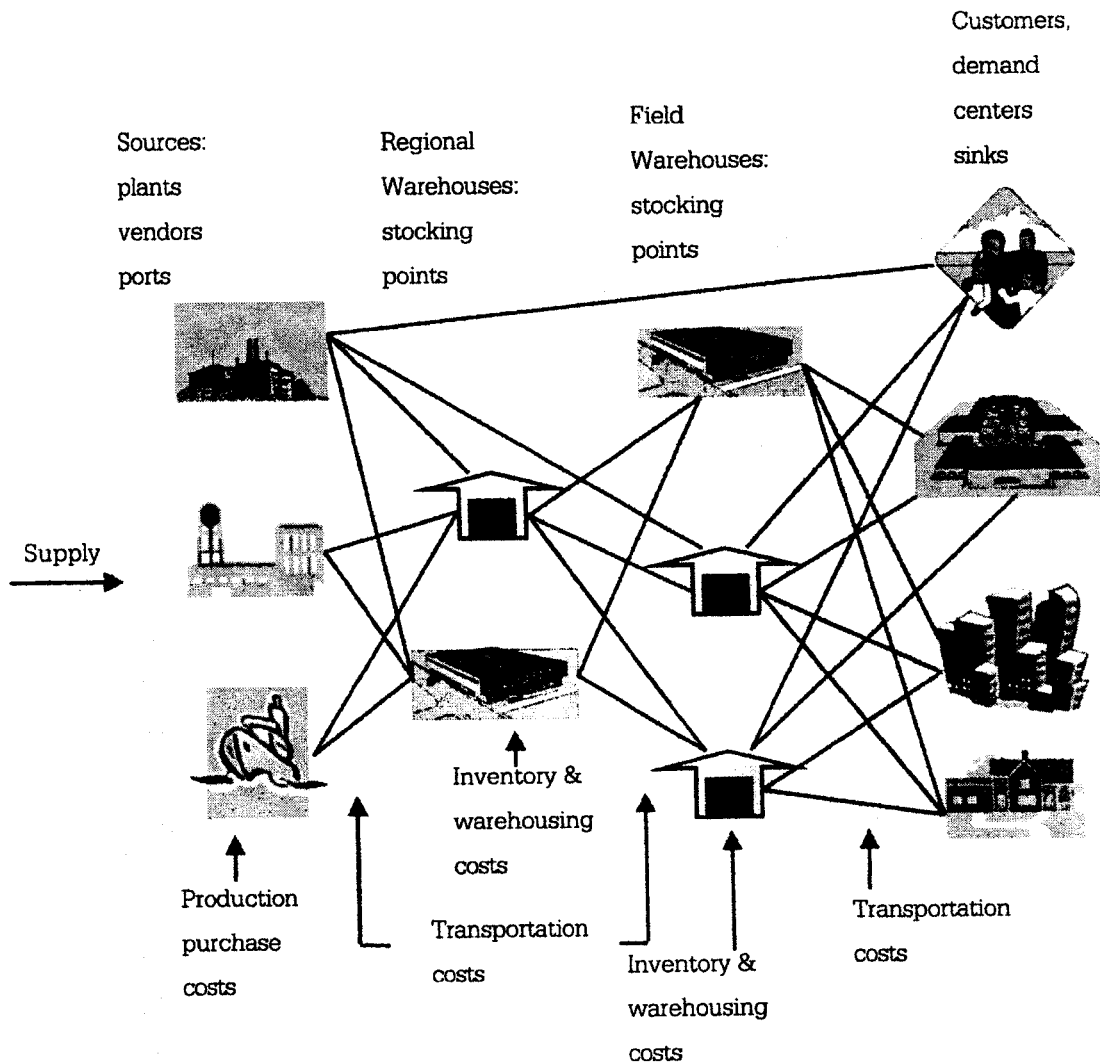 Customers,
demand
centers
sinks
Field
Warehouses:
stocking
points
Regional
Warehouses:
stocking
points
Sources:
plants
vendors
ports
Supply
Inventory &
warehousing
costs
Production
purchase
costs
Transportation
costs
Inventory &
warehousing
costs
Transportation
costs